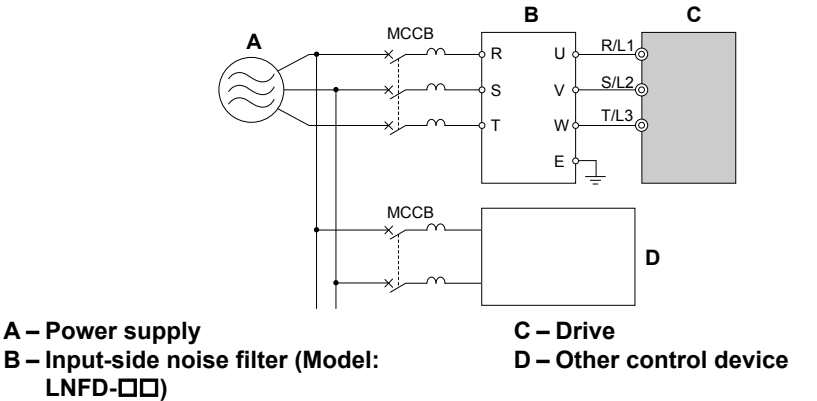 A
B
C
MCCB
R U R/L1
S V S/L2
T W T/L3
E
MCCB
D
A – Power supply
B – Input-side noise filter (Model:
LNFD-□□)
C – Drive
D – Other control device